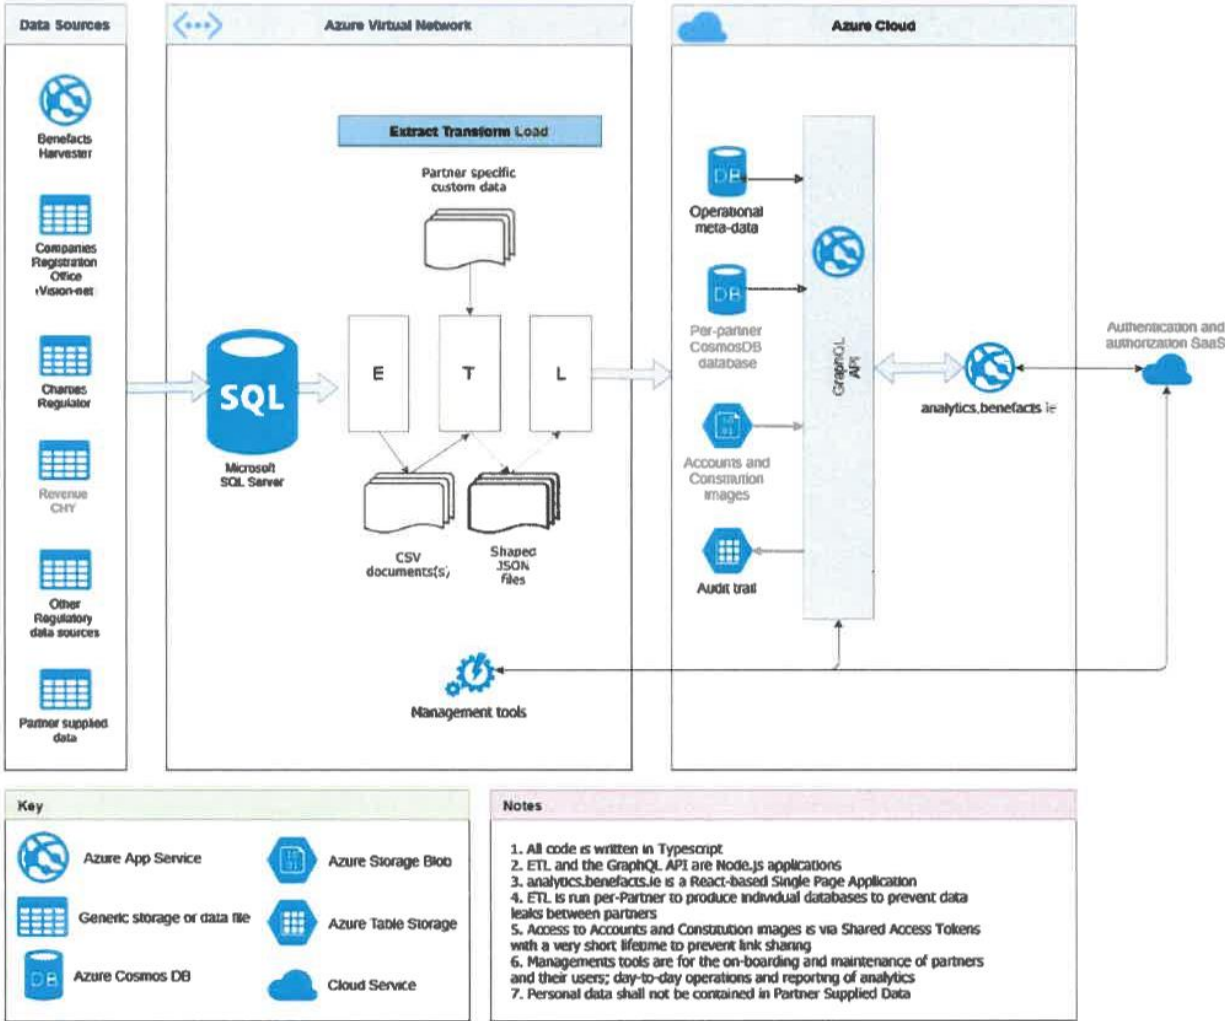 Data Sources
Benefacts
Harvester
Companies
Registration
Office
(Vision-net
Charities
Regulator
Revenue
CHY
Other
Regulatory
data sources
Partner supplied
data
Azure Virtual Network
Extract Transform Load
Partner specific
custom data
E
T
L
SQL
Microsoft
SQL Server
CSV
documents(s)
Shaped
JSON
files
Management tools
Azure Cloud
DB
Operational
meta-data
DB
Per-partner
CosmosDB
database
Accounts and
Constitution
images
Audit trail
GraphQL
API
analytics.benefacts.ie
Authentication and
authorization SaaS
Key
Azure App Service
Generic storage or data file
DB
Azure Cosmos DB
Azure Storage Blob
Azure Table Storage
Cloud Service
Notes
1. All code is written in Typescript
2. ETL and the GraphQL API are Node.js applications
3. analytics.benefacts.ie is a React-based Single Page Application
4. ETL is run per-Partner to produce individual databases to prevent data
leaks between partners
5. Access to Accounts and Constitution images is via Shared Access Tokens
with a very short lifetime to prevent link sharing
6. Managements tools are for the on-boarding and maintenance of partners
and their users; day-to-day operations and reporting of analytics
7. Personal data shall not be contained in Partner Supplied Data